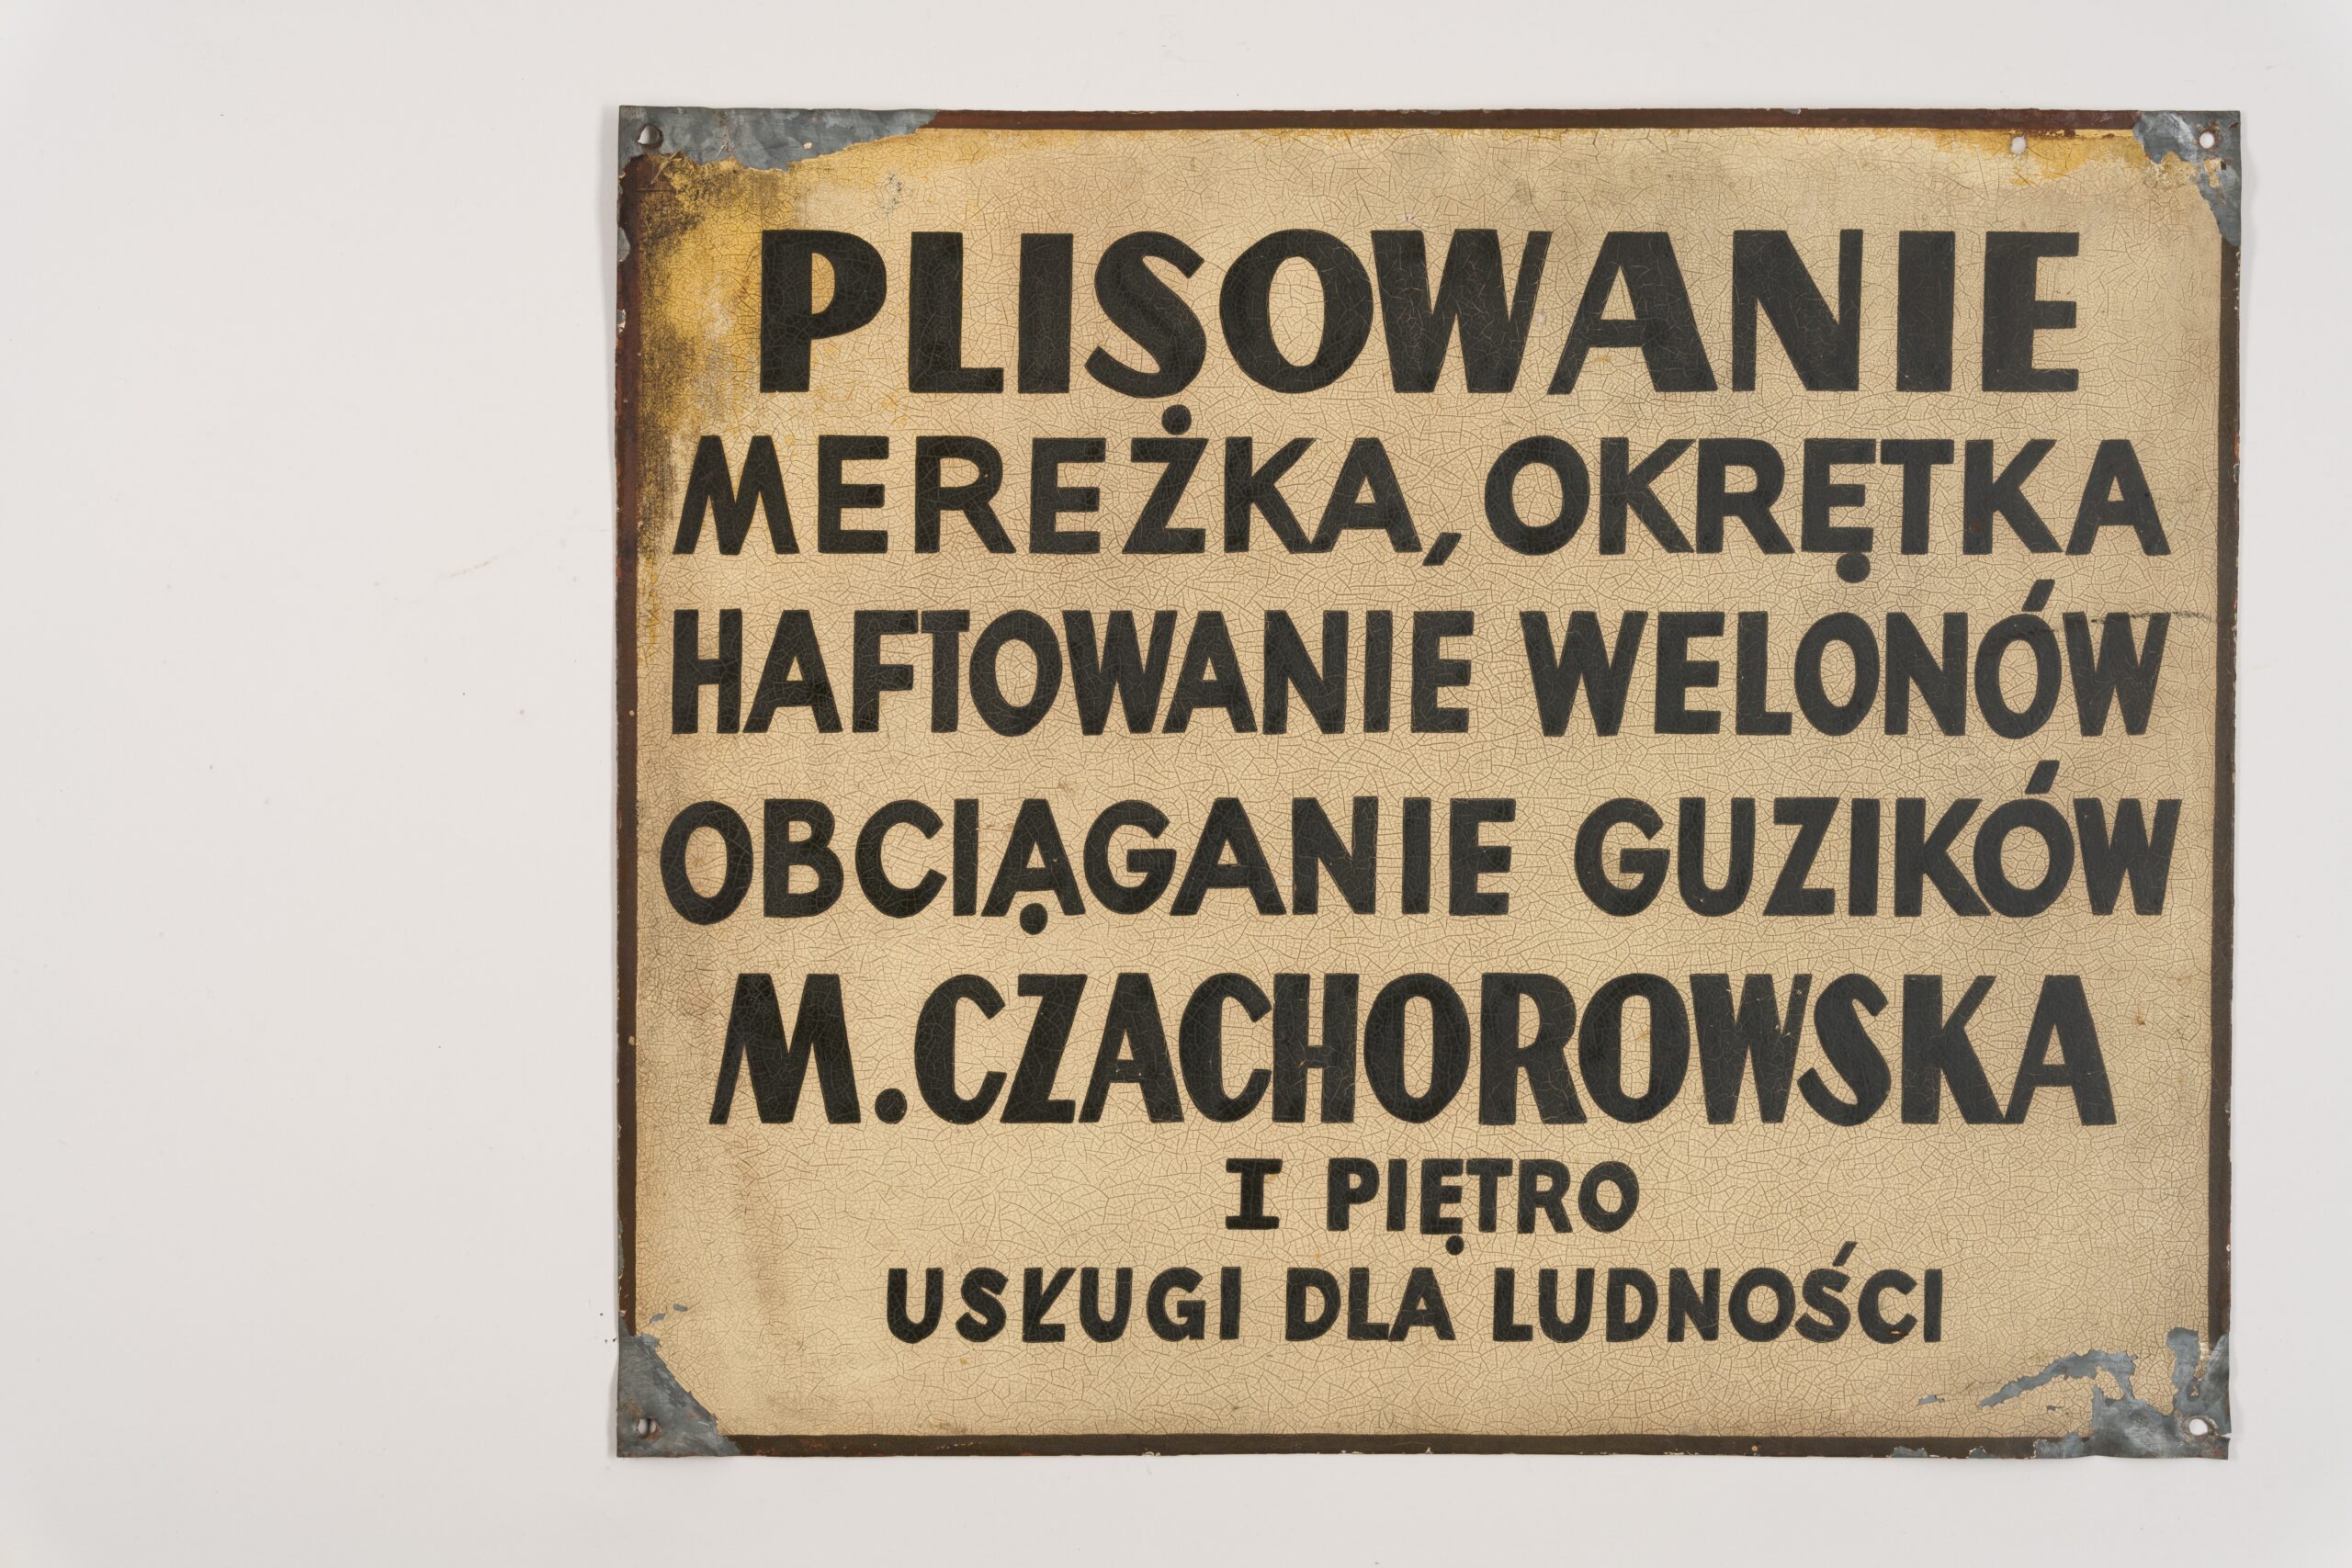 PLISOWANIE
MEREŻKA, OKRĘTKA
HAFTOWANIE WELONÓW
OBCIĄGANIE GUZIKÓW
M. CZACHOROWSKA
I PIĘTRO
USŁUGI DLA LUDNOŚCI